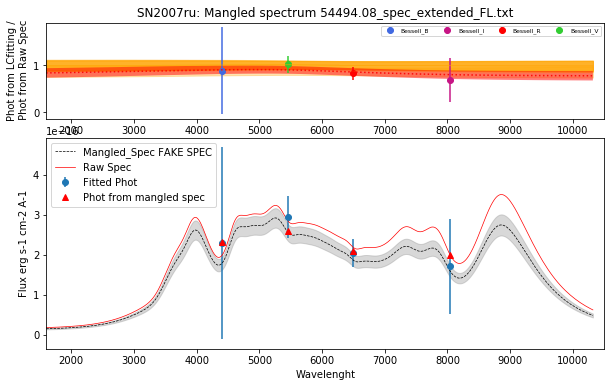 SN2007ru: Mangled spectrum 54494.08_spec_extended_FL.txt
Phot from LCfitting /
Phot from Raw Spec
Bessell_B
Bessell_I
Bessell_R
Bessell_V
1
0
2000 3000 4000 5000 6000 7000 8000 9000 10000
1e-16
Mangled_Spec FAKE SPEC
Raw Spec
Fitted Phot
Phot from mangled spec
Flux erg s-1 cm-2 A-1
4
3
2
1
0
2000 3000 4000 5000 6000 7000 8000 9000 10000
Wavelenght